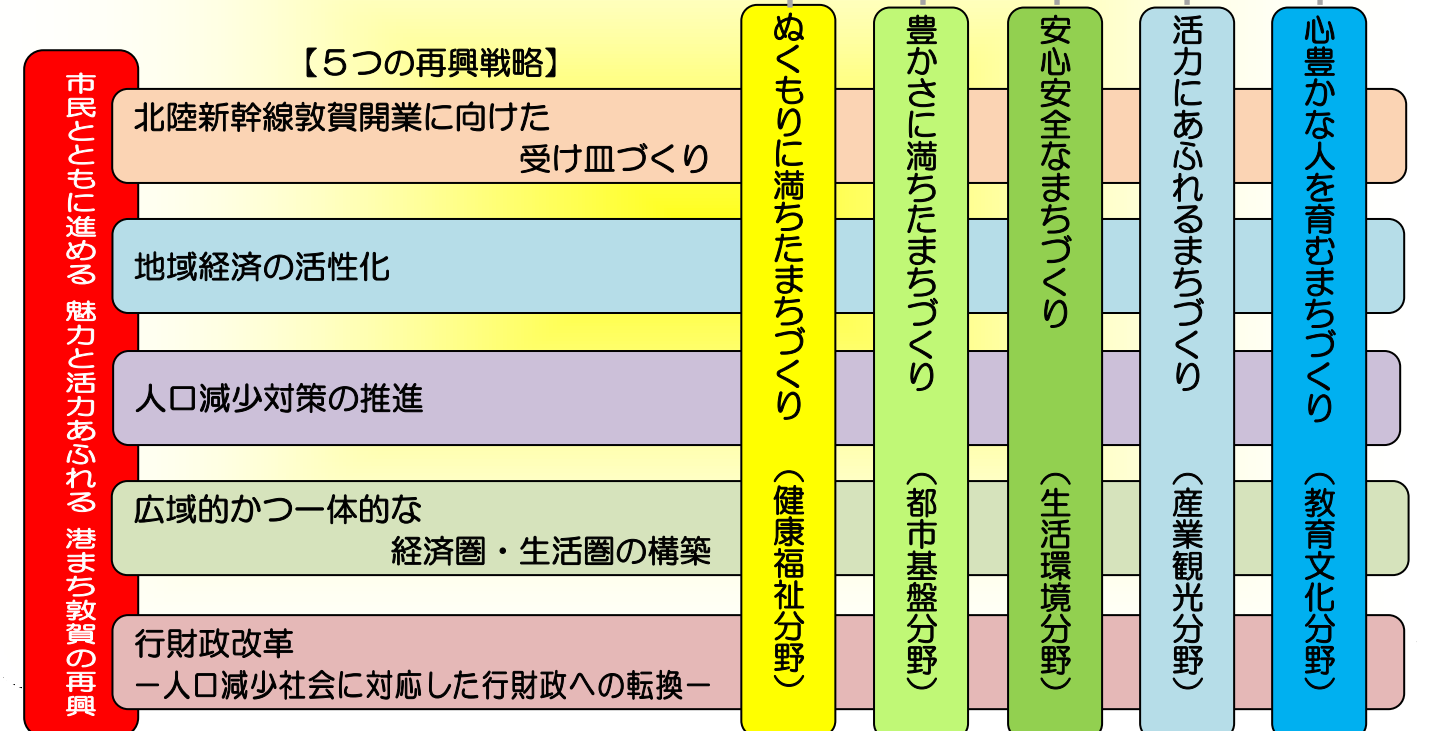 市民とともに進める 魅力と活力あふれる 港まち敦賀の再興
【５つの再興戦略】
北陸新幹線敦賀開業に向けた
受け皿づくり
地域経済の活性化
人口減少対策の推進
広域的かつ一体的な
経済圏・生活圏の構築
行財政改革
－人口減少社会に対応した行財政への転換－
ぬくもりに満ちたまちづくり （健康福祉分野）
豊かさに満ちたまちづくり （都市基盤分野）
安心安全なまちづくり （生活環境分野）
活力にあふれるまちづくり （産業観光分野）
心豊かな人を育むまちづくり （教育文化分野）